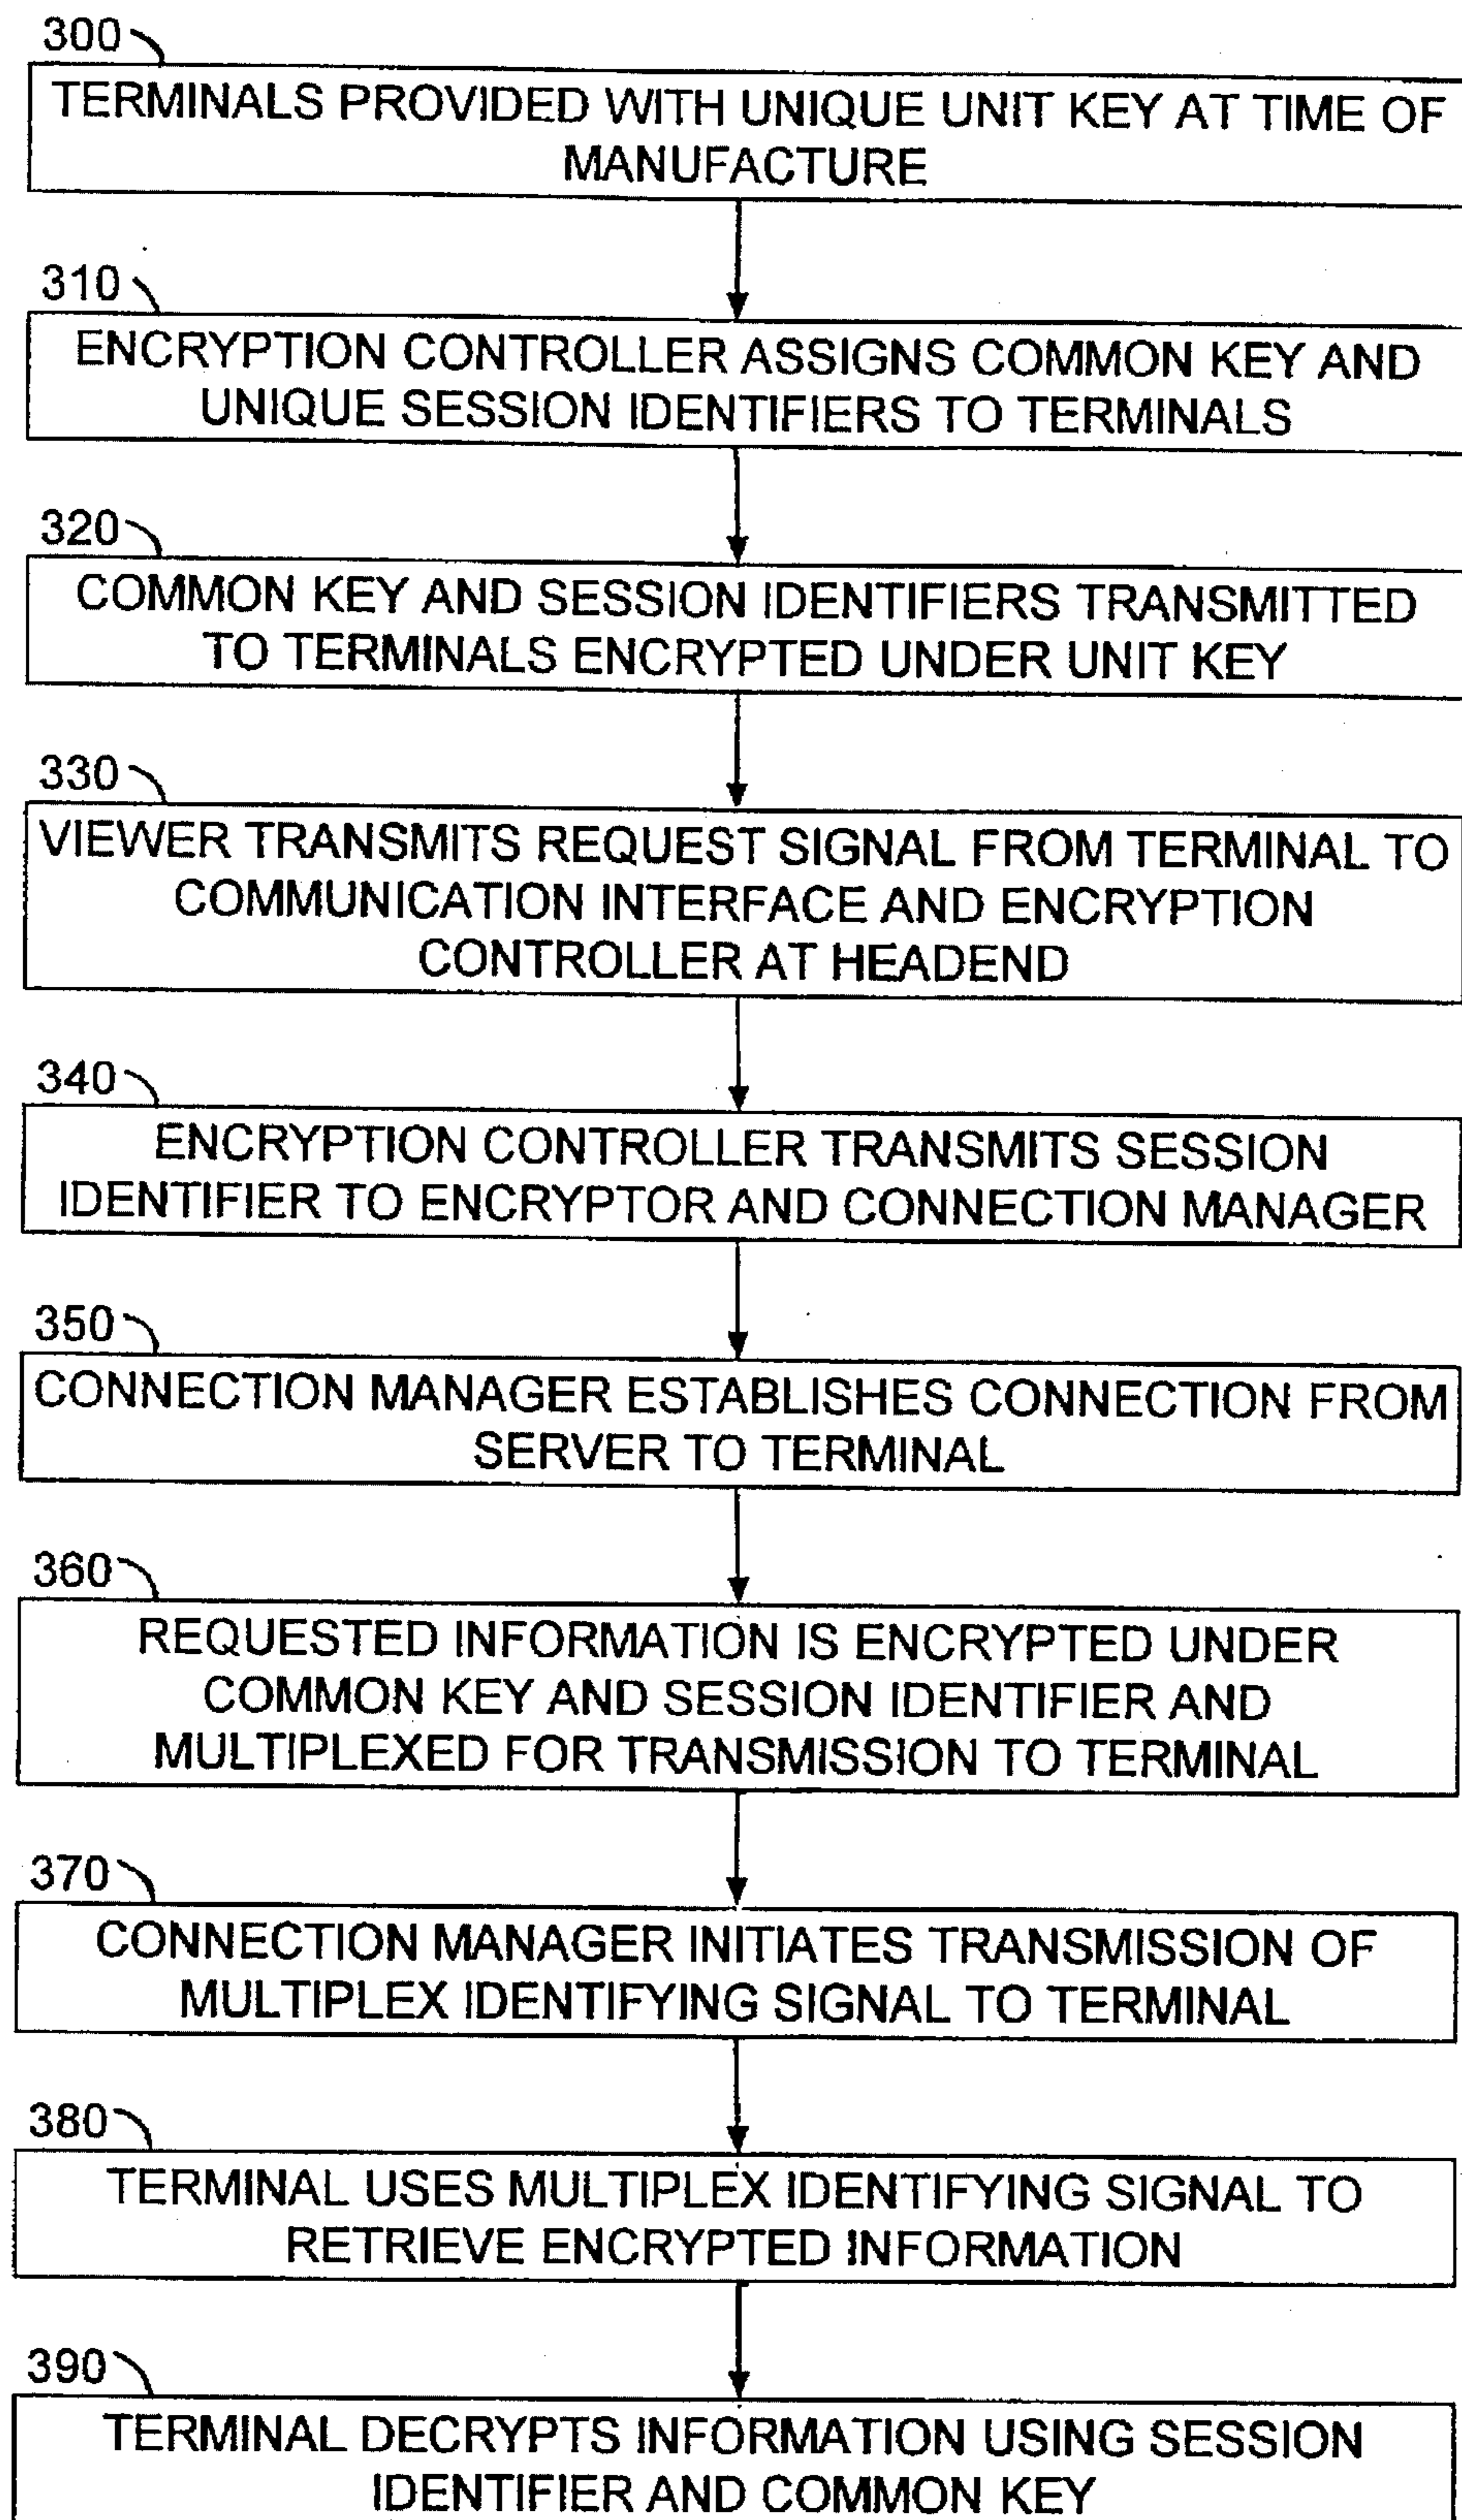 300
TERMINALS PROVIDED WITH UNIQUE UNIT KEY AT TIME OF
MANUFACTURE
310
ENCRYPTION CONTROLLER ASSIGNS COMMON KEY AND
UNIQUE SESSION IDENTIFIERS TO TERMINALS
320
COMMON KEY AND SESSION IDENTIFIERS TRANSMITTED
TO TERMINALS ENCRYPTED UNDER UNIT KEY
330
VIEWER TRANSMITS REQUEST SIGNAL FROM TERMINAL TO
COMMUNICATION INTERFACE AND ENCRYPTION
CONTROLLER AT HEADEND
340
ENCRYPTION CONTROLLER TRANSMITS SESSION
IDENTIFIER TO ENCRYPTOR AND CONNECTION MANAGER
350
CONNECTION MANAGER ESTABLISHES CONNECTION FROM
SERVER TO TERMINAL
360
REQUESTED INFORMATION IS ENCRYPTED UNDER
COMMON KEY AND SESSION IDENTIFIER AND
MULTIPLEXED FOR TRANSMISSION TO TERMINAL
370
CONNECTION MANAGER INITIATES TRANSMISSION OF
MULTIPLEX IDENTIFYING SIGNAL TO TERMINAL
380
TERMINAL USES MULTIPLEX IDENTIFYING SIGNAL TO
RETRIEVE ENCRYPTED INFORMATION
390
TERMINAL DECRYPTS INFORMATION USING SESSION
IDENTIFIER AND COMMON KEY